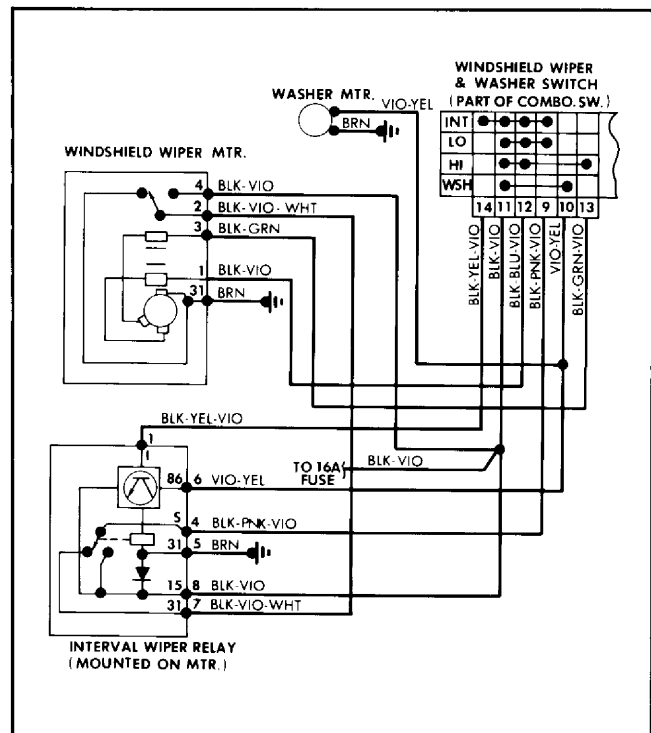 WINDSHIELD WIPER
& WASHER SWITCH
(PART OF COMBO. SW.)
WASHER MTR.
VIO-YEL
BRN
INT
LO
HI
WSH
14 11 12 9 10 13
BLK-YEL-VIO
BLK-VIO
BLK-BLU-VIO
BLK-PNK-VIO
VIO-YEL
BLK-GRN-VIO
WINDSHIELD WIPER MTR.
4 BLK-VIO
2 BLK-VIO-WHT
3 BLK-GRN
1 BLK-VIO
31 BRN
BLK-YEL-VIO
1
1
TO 16A
FUSE
BLK-VIO
86 6 VIO-YEL
5 4 BLK-PNK-VIO
31 5 BRN
15 8 BLK-VIO
31 7 BLK-VIO-WHT
INTERVAL WIPER RELAY
(MOUNTED ON MTR.)